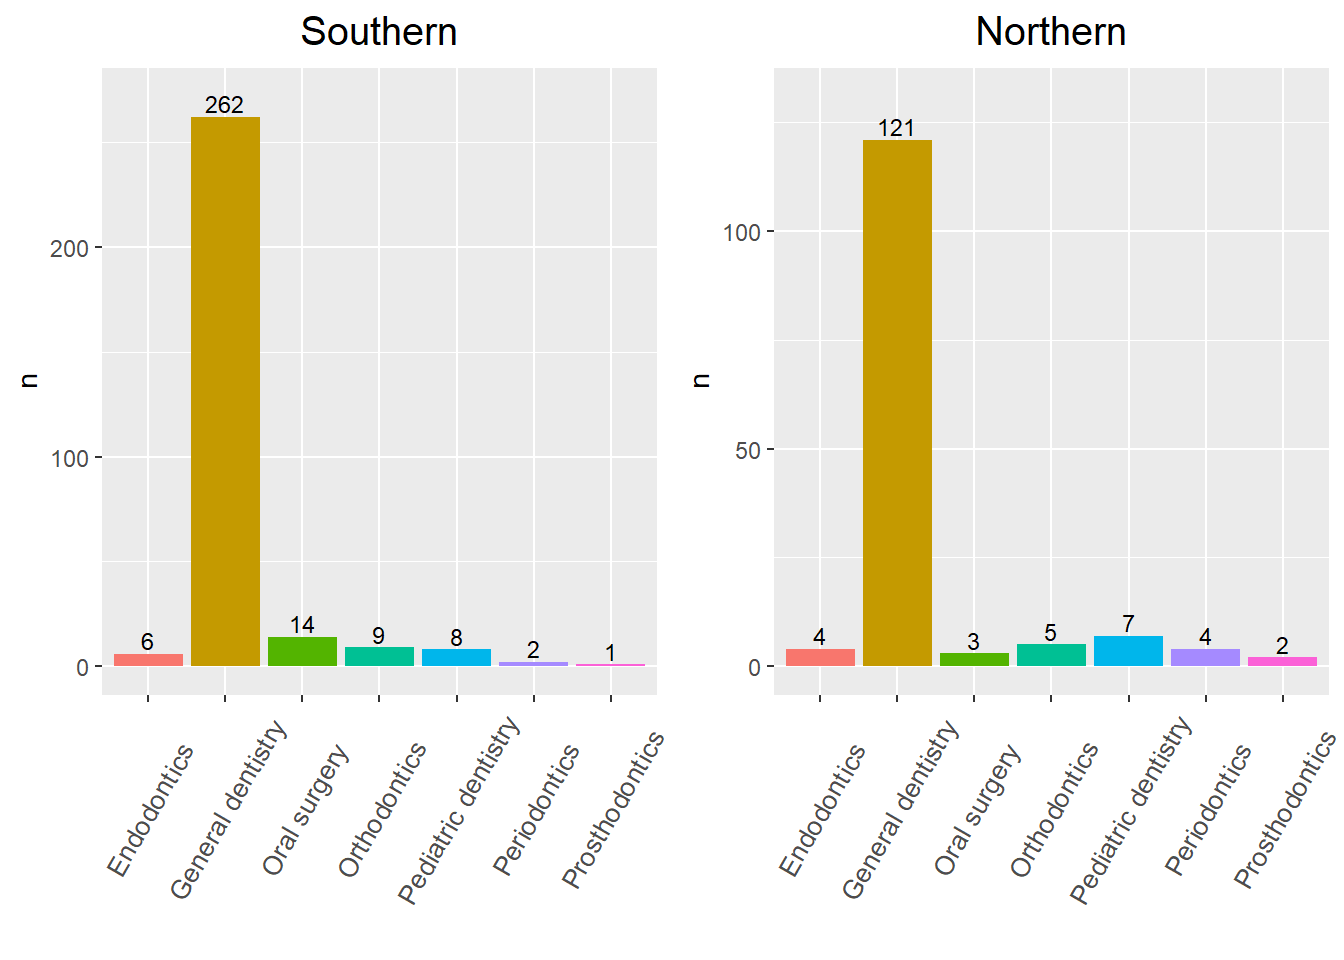 Southern
n
200
100
0
262
6
14
9
8
2
1
Endodontics
General dentistry
Oral surgery
Orthodontics
Pediatric dentistry
Periodontics
Prosthodontics
Northern
n
100
50
0
121
4
3
5
7
4
2
Endodontics
General dentistry
Oral surgery
Orthodontics
Pediatric dentistry
Periodontics
Prosthodontics